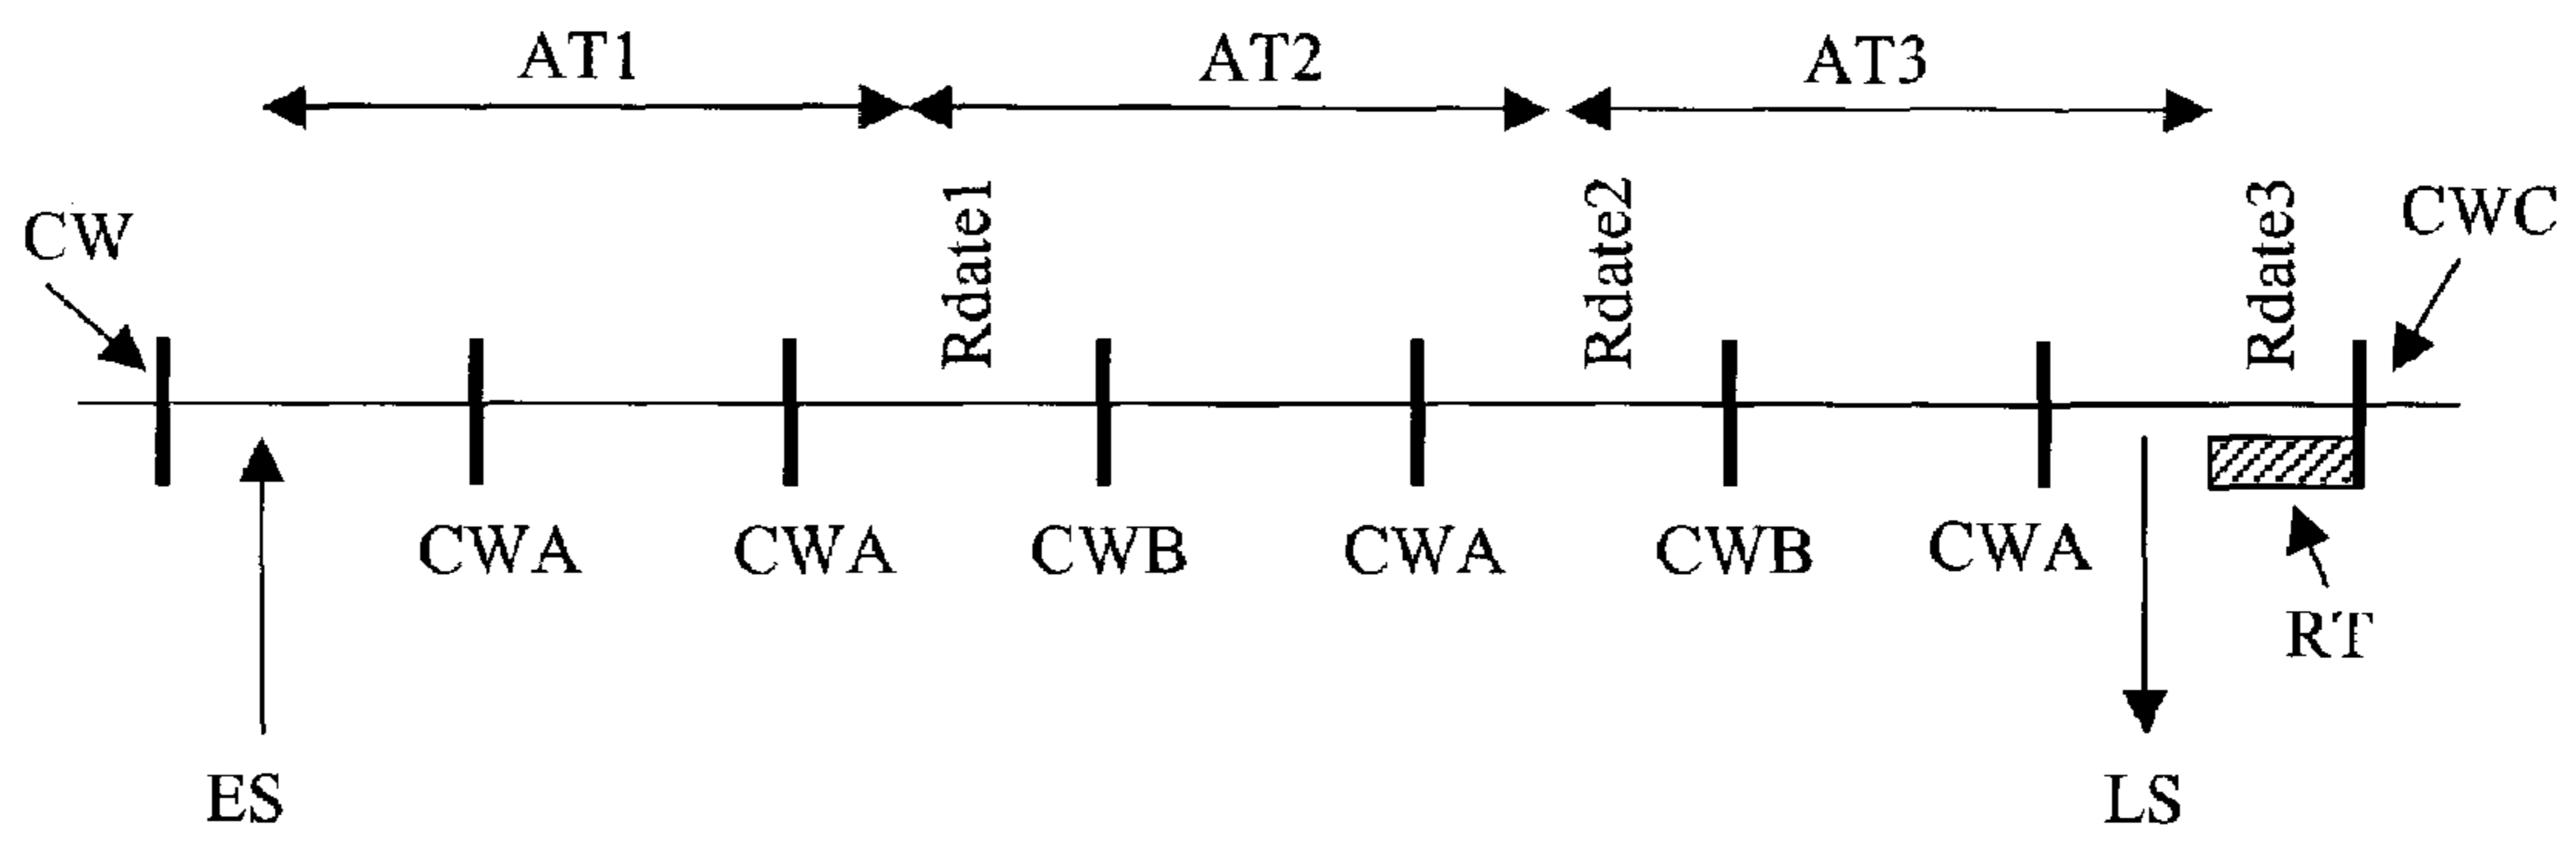 AT1
AT2
AT3
CW
Rdate1
Rdate2
Rdate3
CWC
CWA
CWA
CWB
CWA
CWB
CWA
RT
ES
LS